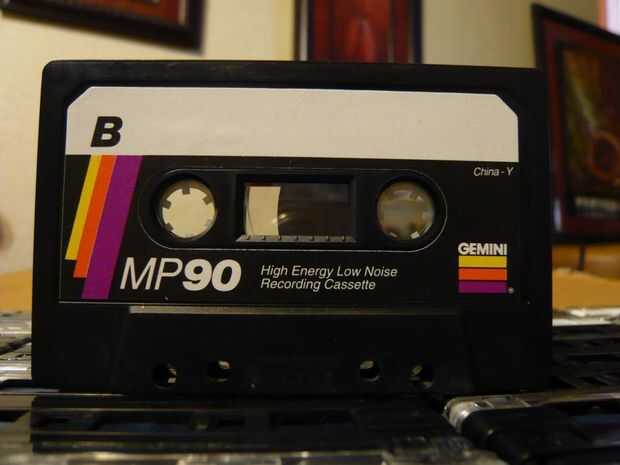 B
China - Y
GEMINI
MP90
High Energy Low Noise
Recording Cassette